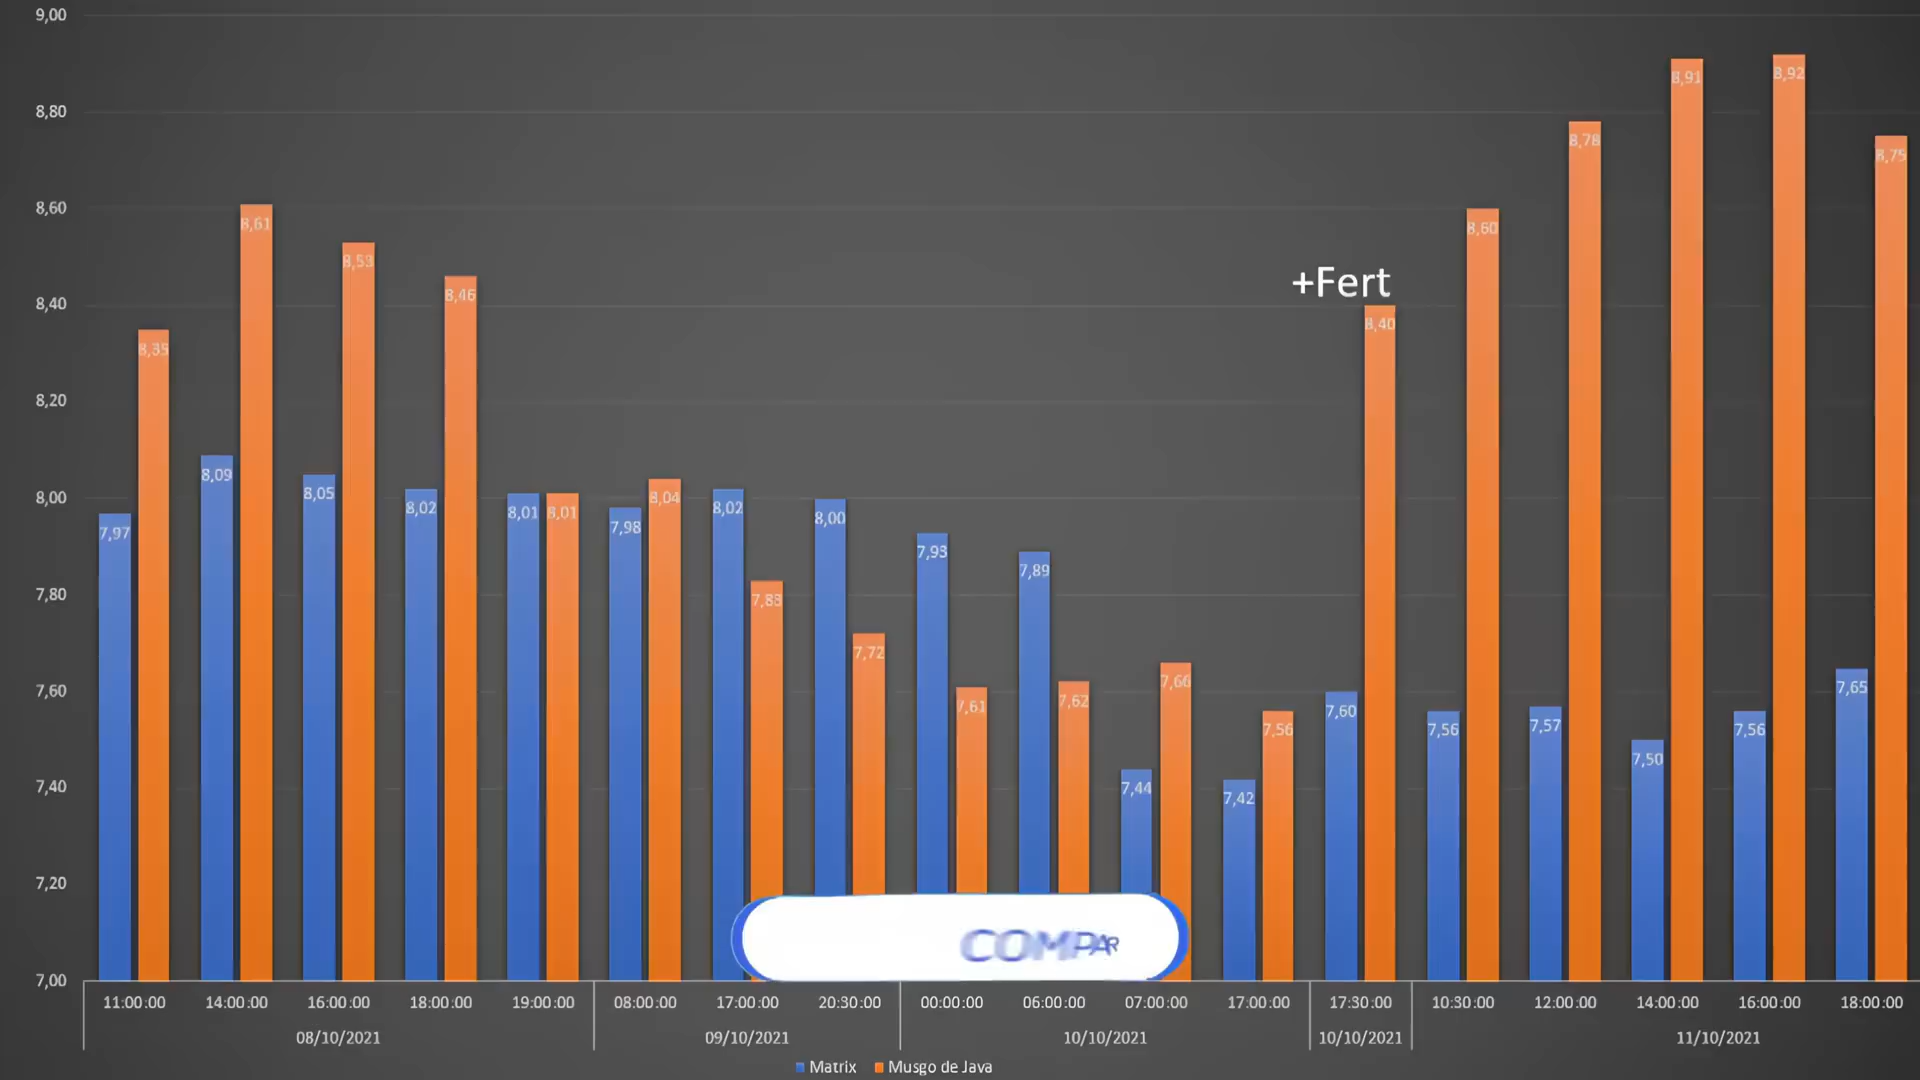 9,00
8,80
8,60
8,40
8,20
8,00
7,80
7,60
7,40
7,20
7,00
+Fert
7,97 8,35 8,09 8,61 8,05 8,53 8,02 8,46 8,01 8,01 7,98 8,04 8,02 7,83 8,00 7,72 7,93 7,61 7,89 7,62 7,44 7,66 7,42 7,56 7,60 8,40 7,56 8,60 7,57 8,78 7,50 8,91 7,56 8,92 7,65 8,75
COMPAR
11:00:00 14:00:00 16:00:00 18:00:00 19:00:00 08:00:00 17:00:00 20:30:00 00:00:00 06:00:00 07:00:00 17:00:00 17:30:00 10:30:00 12:00:00 14:00:00 16:00:00 18:00:00
08/10/2021 09/10/2021 10/10/2021 10/10/2021 11/10/2021
Matrix Musgo de Java